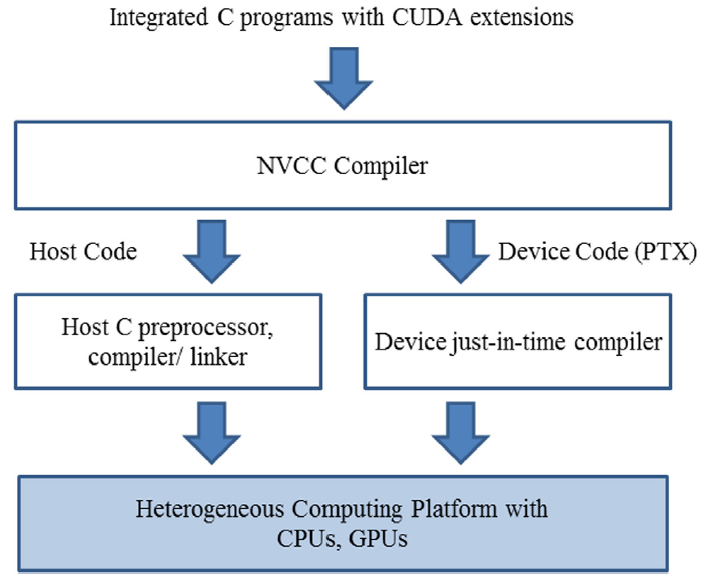 Integrated C programs with CUDA extensions
NVCC Compiler
Host Code
Device Code (PTX)
Host C preprocessor,
compiler/ linker
Device just-in-time compiler
Heterogeneous Computing Platform with
CPUs, GPUs